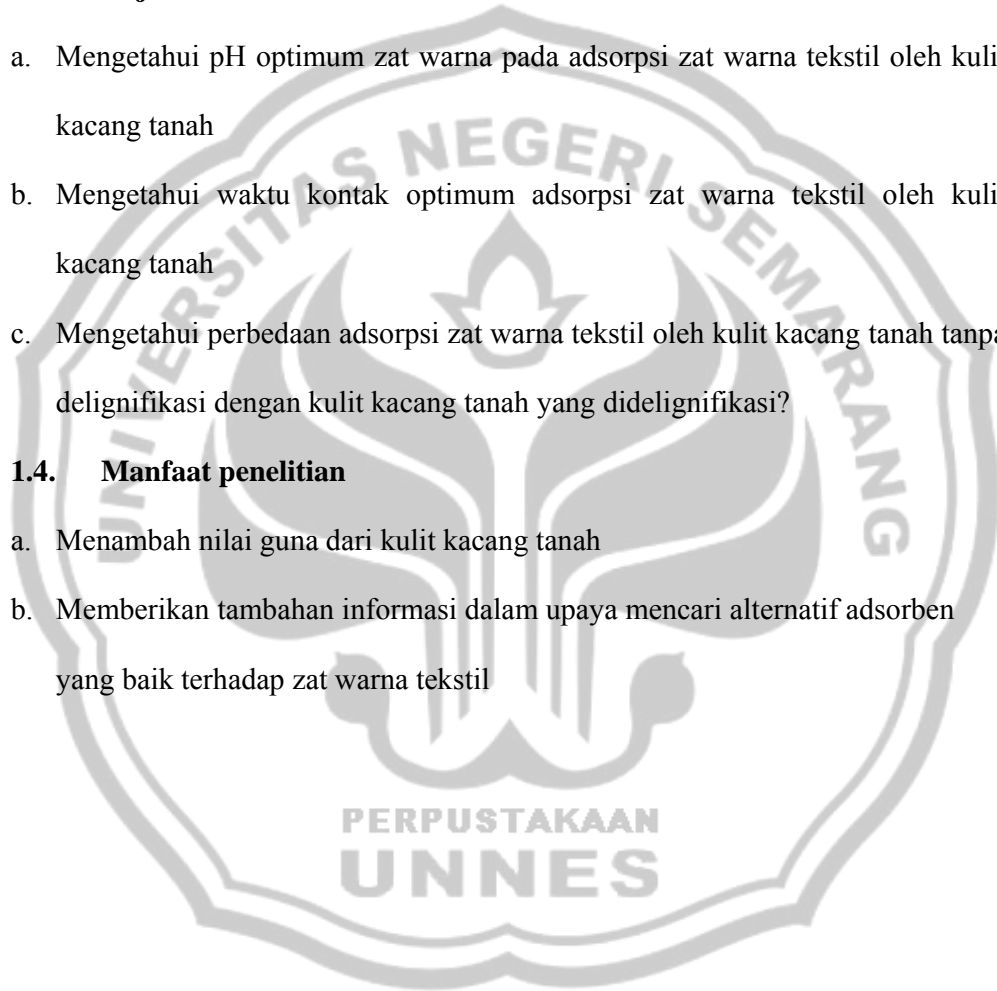 a. Mengetahui pH optimum zat warna pada adsorpsi zat warna tekstil oleh kuli
kacang tanah
b. Mengetahui waktu kontak optimum adsorpsi zat warna tekstil oleh kuli
kacang tanah
c. Mengetahui perbedaan adsorpsi zat warna tekstil oleh kulit kacang tanah tanpa
delignifikasi dengan kulit kacang tanah yang didelignifikasi?
1.4. Manfaat penelitian
a. Menambah nilai guna dari kulit kacang tanah
b. Memberikan tambahan informasi dalam upaya mencari alternatif adsorben
yang baik terhadap zat warna tekstil
UNIVERSITAS NEGERI SEMARANG
PERPUSTAKAAN
UNNES